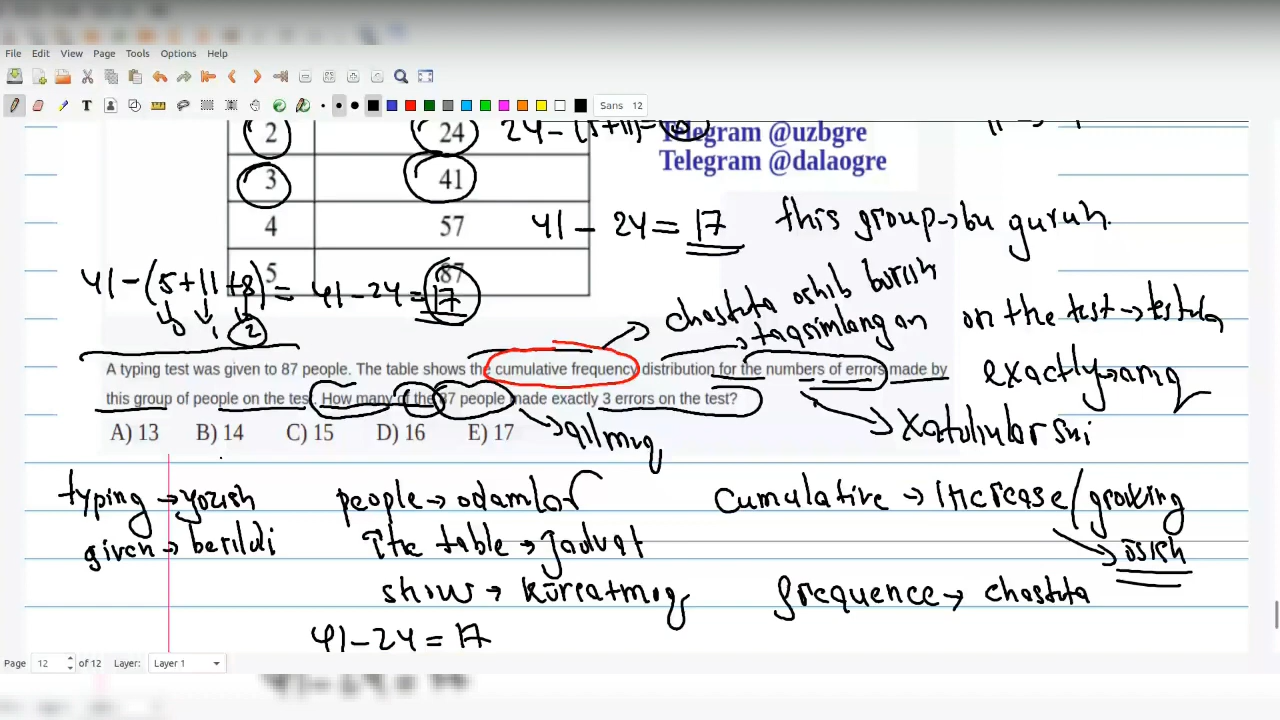 File Edit View Page Tools Options Help
T Sans 12
2 24 24-(5+11)=
Telegram @uzbgre
Telegram @dalaogre
3 41
4 57 41 - 24 = 17 this group→bu guruh.
5 87
41 - (5+11+8) = 41 - 24 = 17
2
chastota oshib borish
taqsimlangan
on the test→testda
exactly→aniq
A typing test was given to 87 people. The table shows the cumulative frequency distribution for the numbers of errors made by
this group of people on the test. How many of the 87 people made exactly 3 errors on the test?
A) 13 B) 14 C) 15 D) 16 E) 17
→qilmoq
typing → yozish people → odamlar cumulative → increase/growing
given → berildi The table → Jadval → osish
show → ko'rsatmoq frequence → chastota
41-24 = 17
Page 12 of 12 Layer: Layer 1